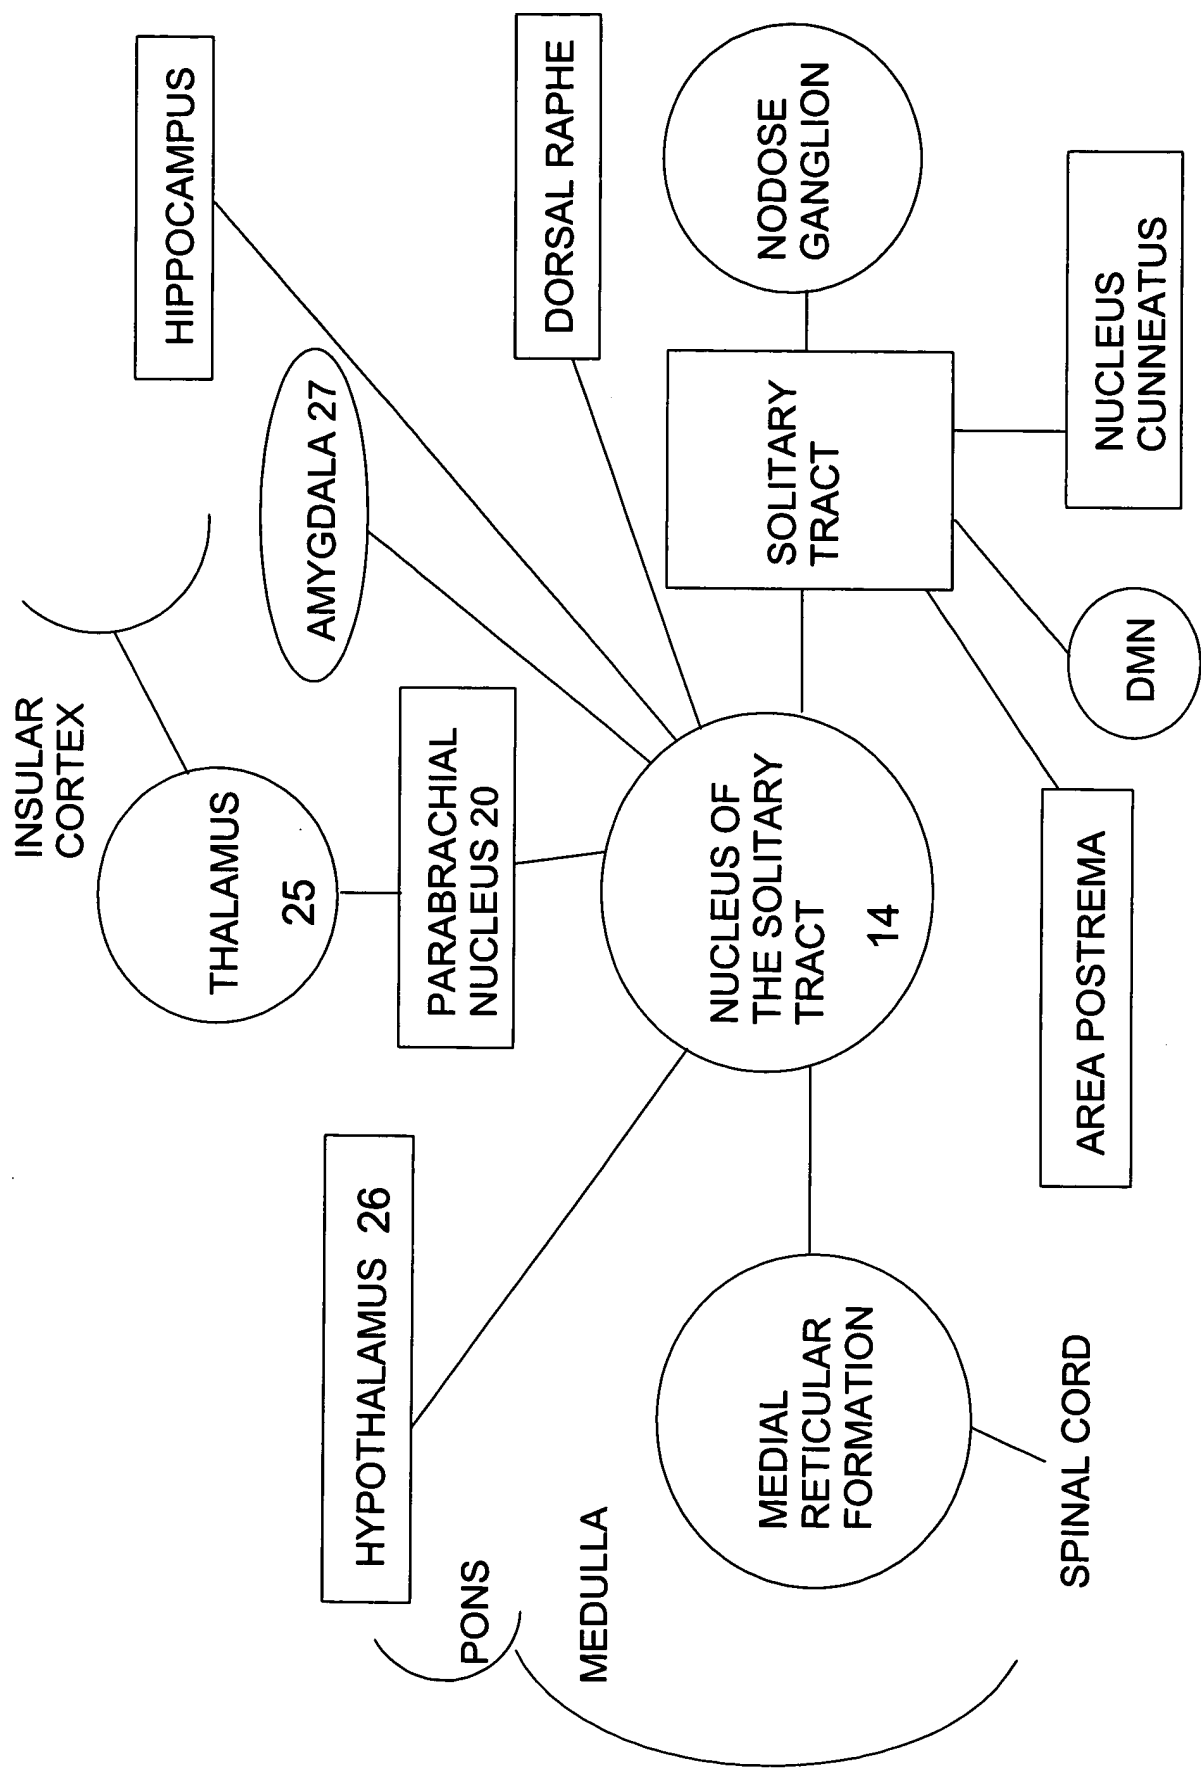 INSULAR
CORTEX
THALAMUS
25
HIPPOCAMPUS
AMYGDALA 27
HYPOTHALAMUS 26
PARABRACHIAL
NUCLEUS 20
DORSAL RAPHE
PONS
MEDULLA
MEDIAL
RETICULAR
FORMATION
NUCLEUS OF
THE SOLITARY
TRACT
14
SOLITARY
TRACT
NODOSE
GANGLION
SPINAL CORD
AREA POSTREMA
DMN
NUCLEUS
CUNNEATUS